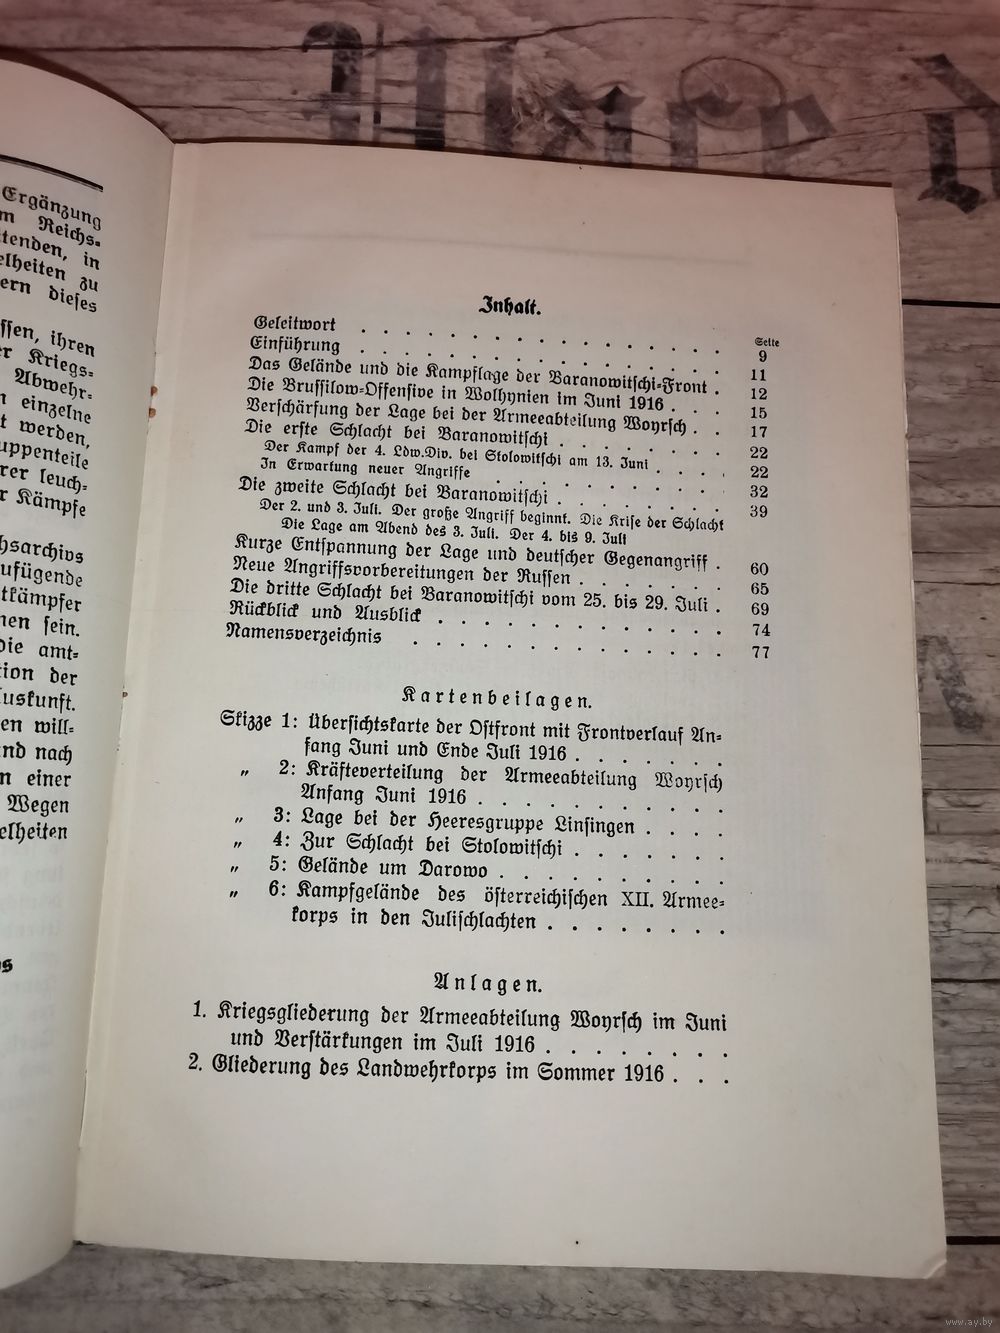 Ergänzung
m Reichs-
tenden, in
elheiten zu
ern dieses
ssen, ihren
er Kriegs-
Abwehr-
n einzelne
t werden,
uppenteile
rer leuch-
r Kämpfe
hsarchivs
ufügende
tkämpfer
nen sein.
die amt-
tion der
uskunft.
en will-
nd nach
n einer
Wegen
elheiten
Inhalt.
Seite
Geleitwort . . . . . . . . . . . . . . . 9
Einführung . . . . . . . . . . . . . . . 11
Das Gelände und die Kampflage der Baranowitschi-Front . 12
Die Brussilow-Offensive in Wolhynien im Juni 1916 . . . 15
Verschärfung der Lage bei der Armeeabteilung Woyrsch . . 17
Die erste Schlacht bei Baranowitschi . . . . . . . 22
Der Kampf der 4. Ldw.Div. bei Stolowitschi am 13. Juni . . . . 22
In Erwartung neuer Angriffe . . . . . . . . . . 32
Die zweite Schlacht bei Baranowitschi . . . . . . . 39
Der 2. und 3. Juli. Der große Angriff beginnt. Die Krise der Schlacht
Die Lage am Abend des 3. Juli. Der 4. bis 9. Juli
Kurze Entspannung der Lage und deutscher Gegenangriff . 60
Neue Angriffsvorbereitungen der Russen . . . . . . 65
Die dritte Schlacht bei Baranowitschi vom 25. bis 29. Juli . 69
Rückblick und Ausblick . . . . . . . . . . . . 74
Namensverzeichnis . . . . . . . . . . . . . 77
Kartenbeilagen.
Skizze 1: Übersichtskarte der Ostfront mit Frontverlauf An-
fang Juni und Ende Juli 1916 . . . . . . .
„ 2: Kräfteverteilung der Armeeabteilung Woyrsch
Anfang Juni 1916 . . . . . . . . . . .
„ 3: Lage bei der Heeresgruppe Linsingen . . . .
„ 4: Zur Schlacht bei Stolowitschi . . . . . . .
„ 5: Gelände um Darowo . . . . . . . . . .
„ 6: Kampfgelände des österreichischen XII. Armee-
korps in den Julischlachten . . . . . . . .
Anlagen.
1. Kriegsgliederung der Armeeabteilung Woyrsch im Juni
und Verstärkungen im Juli 1916 . . . . . . . .
2. Gliederung des Landwehrkorps im Sommer 1916 . . .
www.ay.by